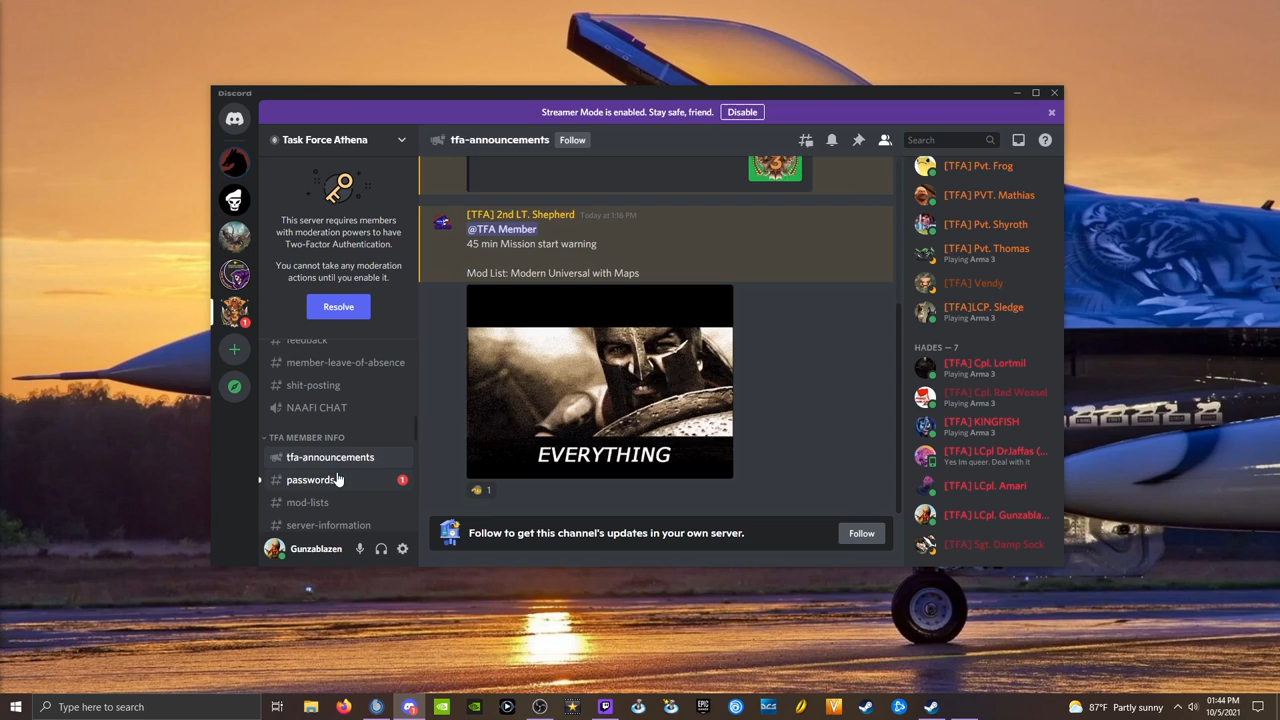 Discord
Streamer Mode is enabled. Stay safe, friend.
Disable
Task Force Athena
tfa-announcements
Follow
Search
This server requires members
with moderation powers to have
Two-Factor Authentication.
You cannot take any moderation
actions until you enable it.
Resolve
1
feedback
member-leave-of-absence
shit-posting
NAAFI CHAT
TFA MEMBER INFO
tfa-announcements
passwords
1
mod-lists
server-information
Gunzablazen
3
[TFA] 2nd LT. Shepherd Today at 1:16 PM
@TFA Member
45 min Mission start warning
Mod List: Modern Universal with Maps
EVERYTHING
1
Follow to get this channel's updates in your own server.
Follow
[TFA] Pvt. Frog
[TFA] PVT. Mathias
[TFA] Pvt. Shyroth
[TFA] Pvt. Thomas
Playing Arma 3
[TFA] Vendy
[TFA]LCP. Sledge
Playing Arma 3
HADES — 7
[TFA] Cpl. Lortmil
Playing Arma 3
[TFA] Cpl. Red Weasel
Playing Arma 3
[TFA] KINGFISH
Playing Arma 3
[TFA] LCpl DrJaffas (...
Yes Im queer. Deal with it
[TFA] LCpl. Amari
[TFA] LCpl. Gunzabla...
[TFA] Sgt. Damp Sock
Type here to search
87°F Partly sunny
01:44 PM
10/5/2021